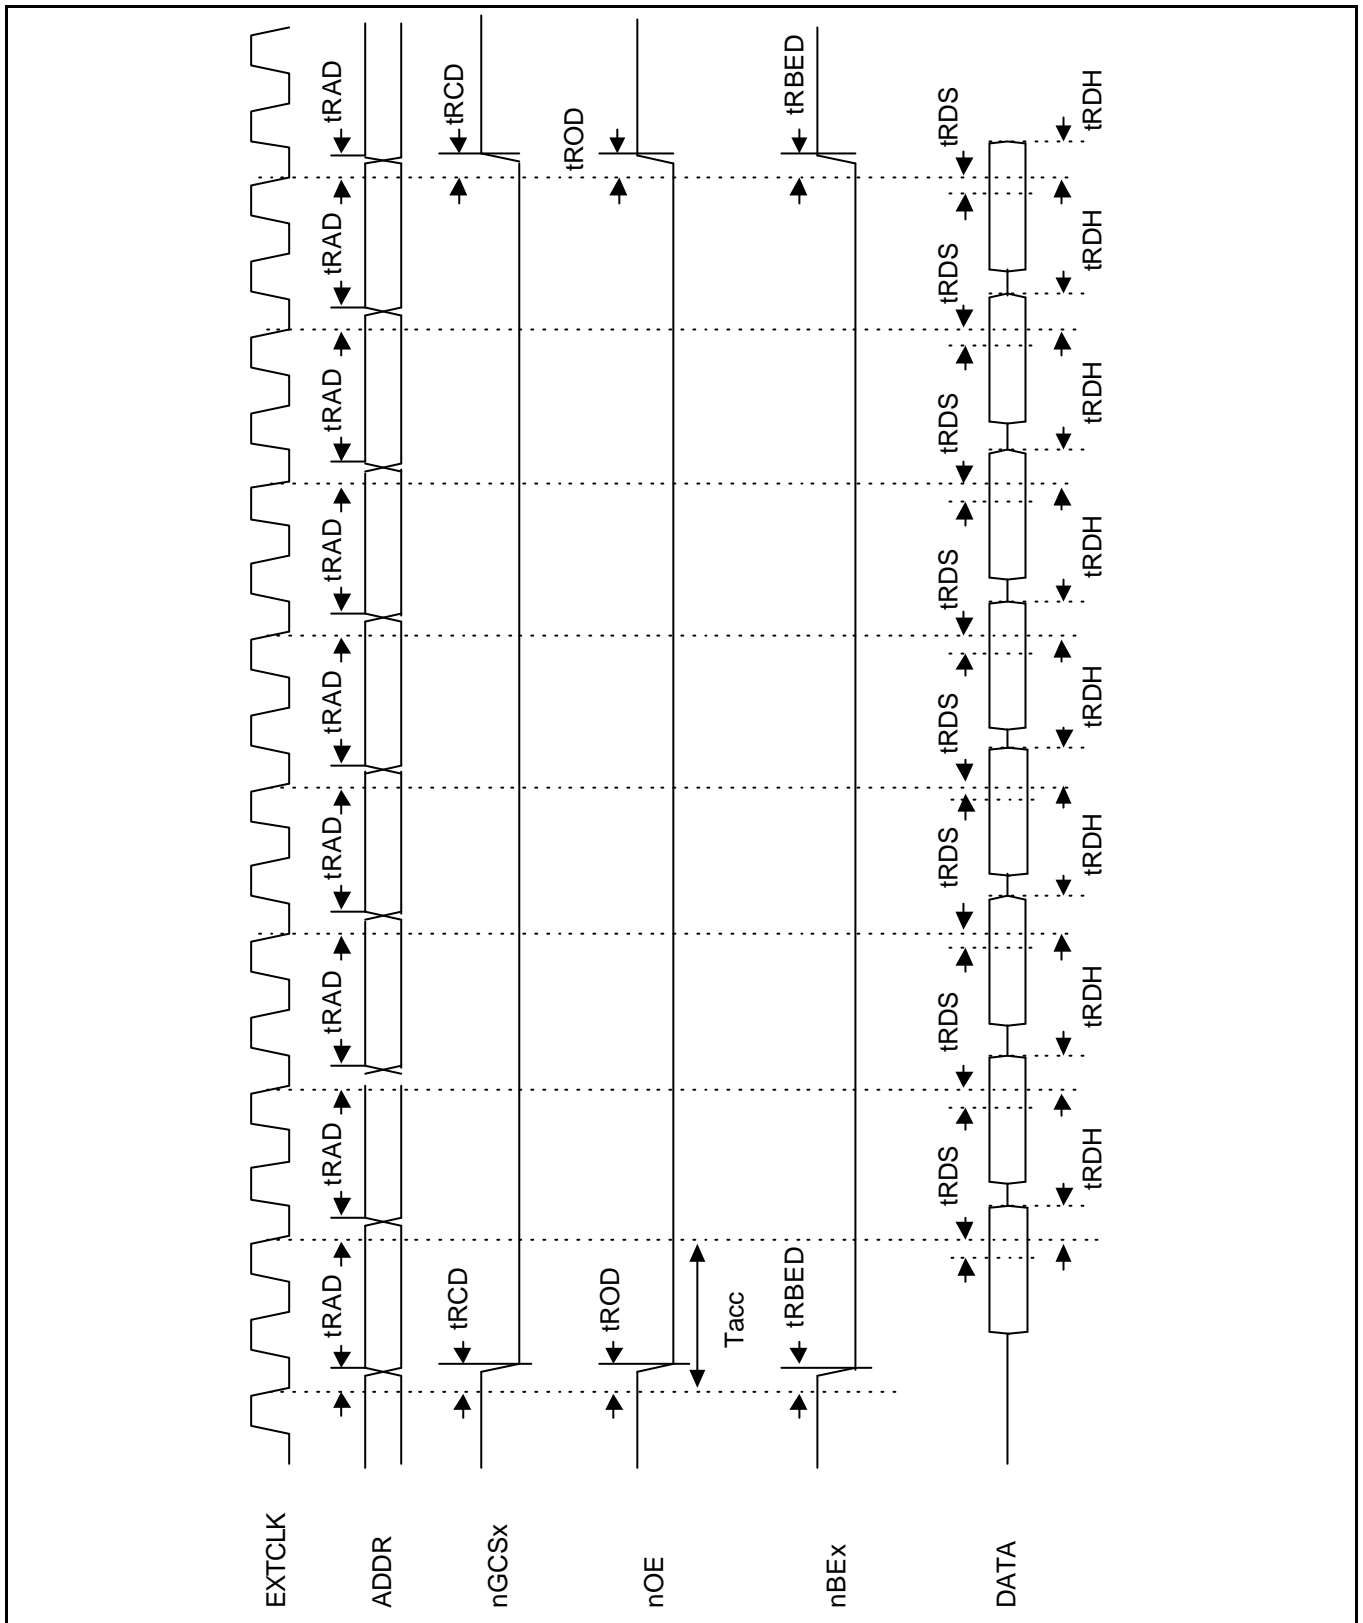 EXTCLK
tRAD tRAD tRAD tRAD tRAD tRAD tRAD tRAD tRAD
ADDR
tRCD tRCD
nGCSx
tROD tROD
nOE
Tacc
tRBED tRBED
nBEx
tRDS tRDS tRDS tRDS tRDS tRDS tRDS tRDS
DATA
tRDH tRDH tRDH tRDH tRDH tRDH tRDH tRDH